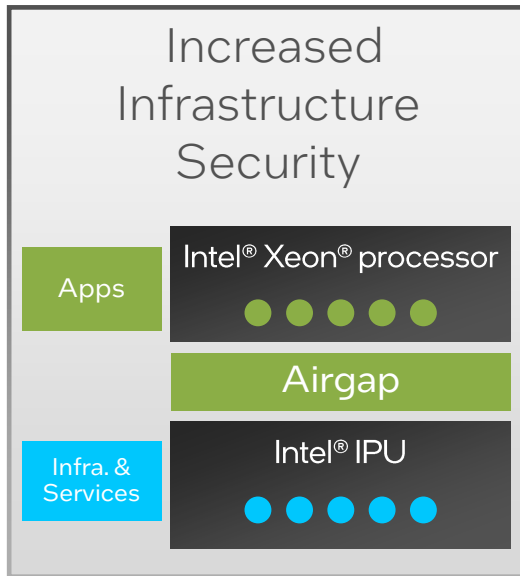 Increased
Infrastructure
Security
Apps
Intel® Xeon® processor
Airgap
Infra. &
Services
Intel® IPU